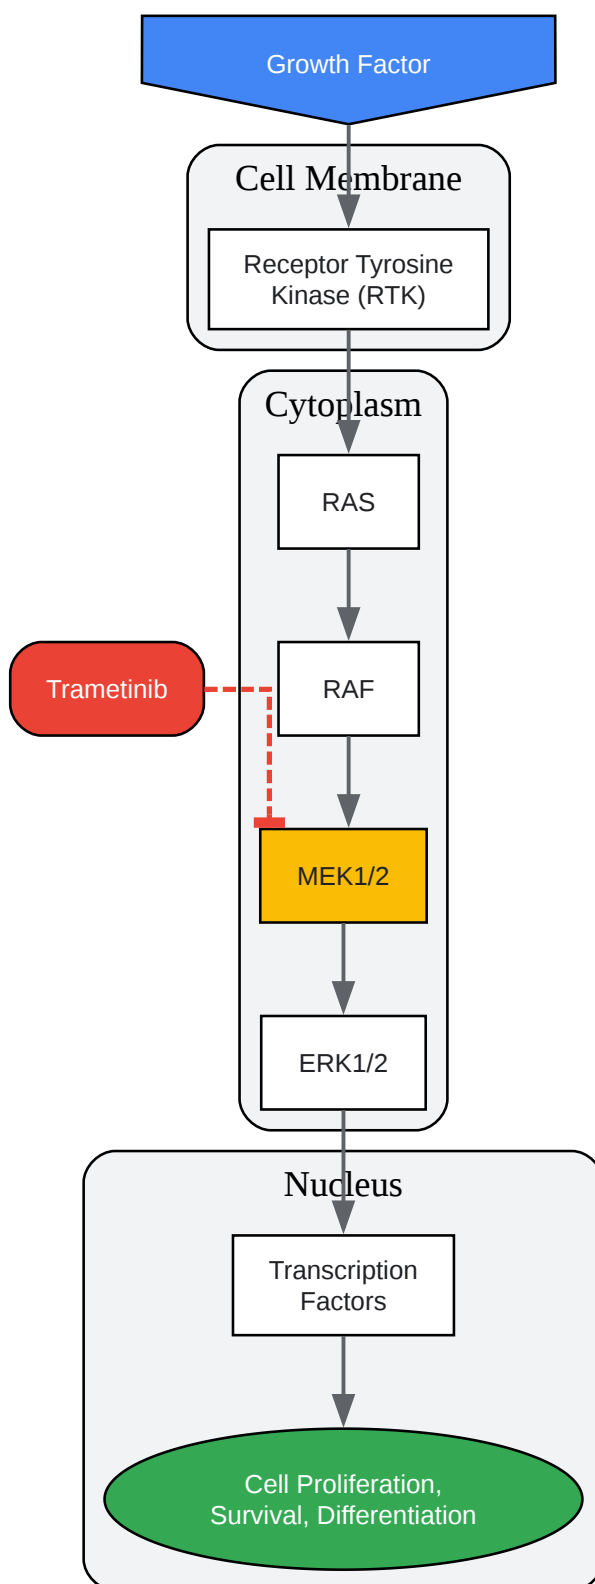 Growth Factor
Cell Membrane
Receptor Tyrosine
Kinase (RTK)
Cytoplasm
RAS
Trametinib
RAF
MEK1/2
ERK1/2
Nucleus
Transcription
Factors
Cell Proliferation,
Survival, Differentiation